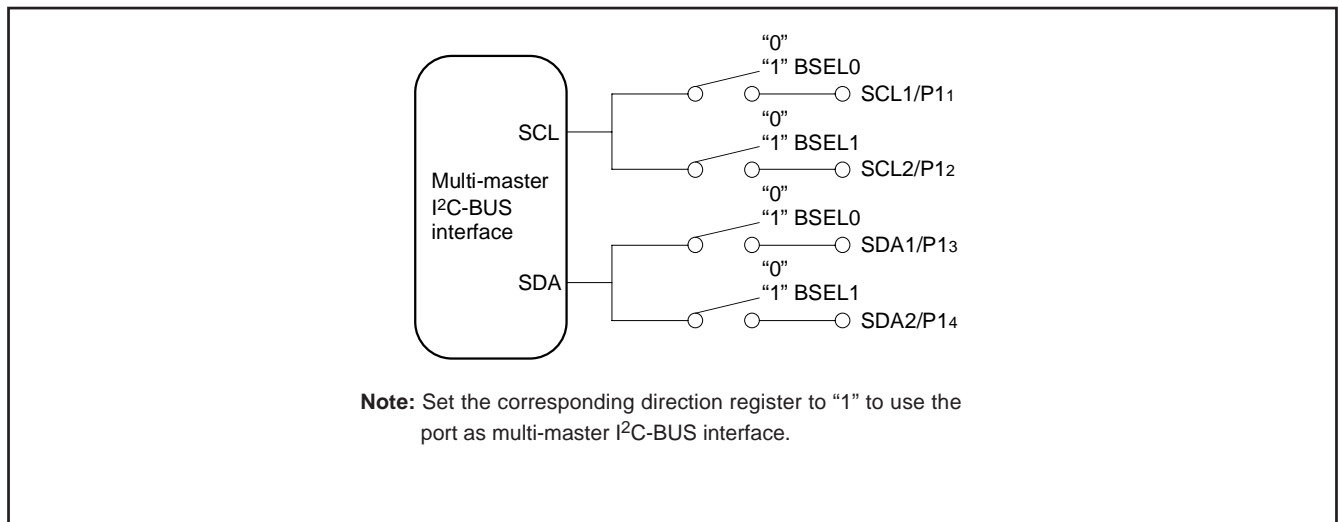 “0”
“1” BSEL0
SCL1/P11
SCL
“0”
“1” BSEL1
SCL2/P12
Multi-master
I2C-BUS
interface
“0”
“1” BSEL0
SDA1/P13
SDA
“0”
“1” BSEL1
SDA2/P14
Note: Set the corresponding direction register to “1” to use the
port as multi-master I2C-BUS interface.